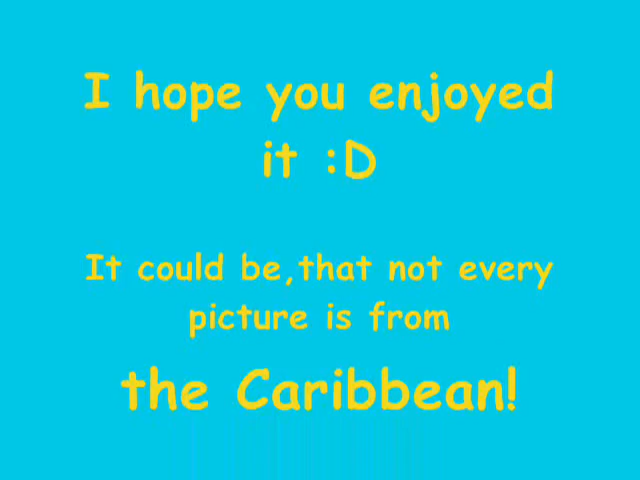 I hope you enjoyed
it :D
It could be,that not every
picture is from
the Caribbean!